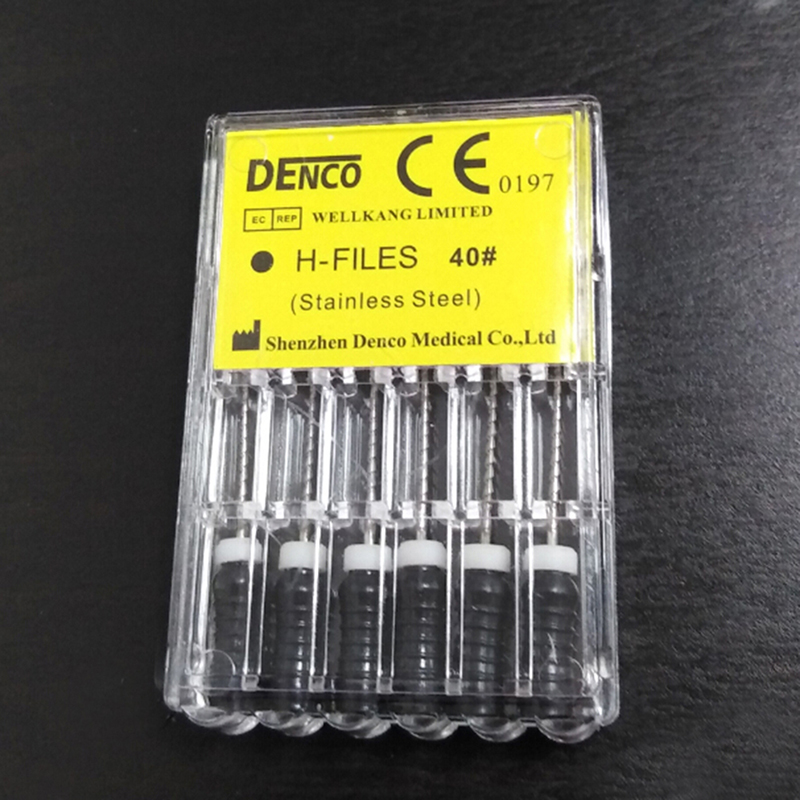 DENCO CE 0197
EC REP WELLKANG LIMITED
H-FILES 40#
(Stainless Steel)
Shenzhen Denco Medical Co.,Ltd